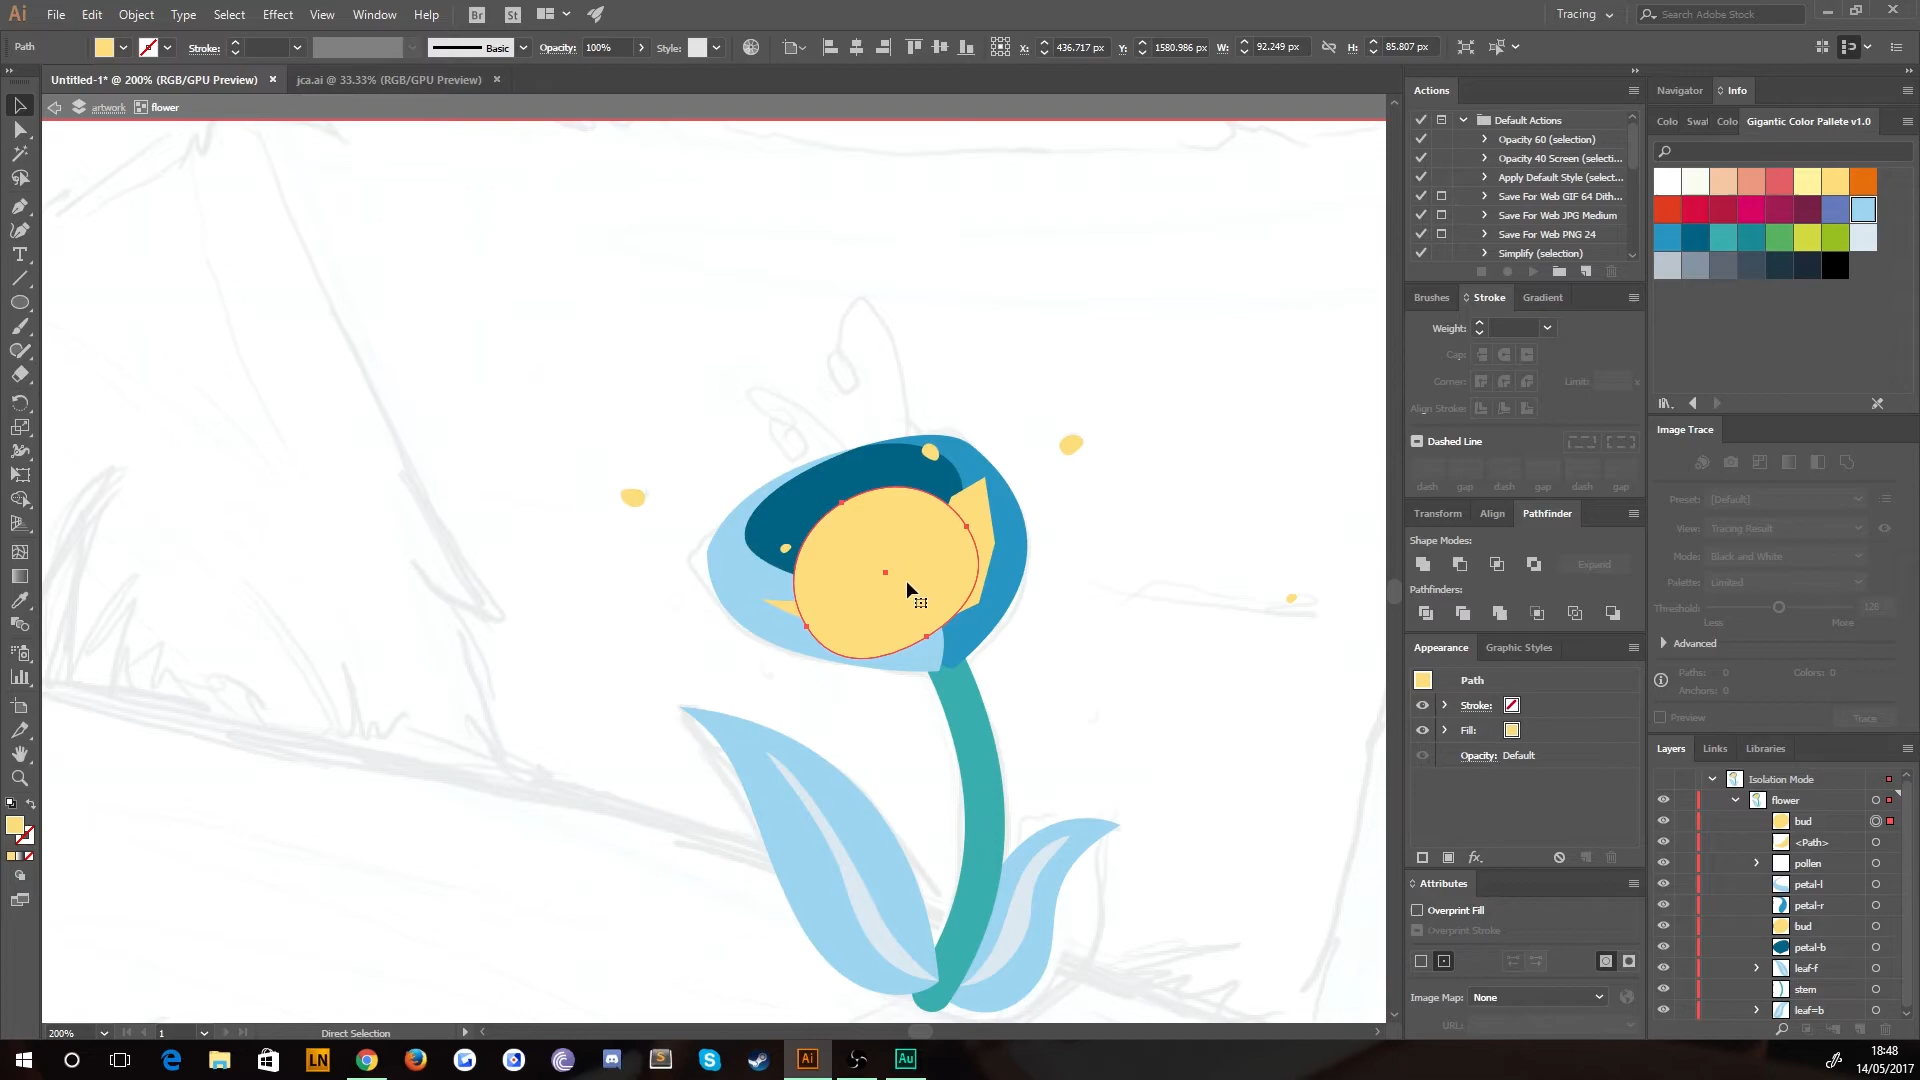 Ai File Edit Object Type Select Effect View Window Help Br St Tracing Search Adobe Stock
Path Stroke: Basic Opacity: 100% Style: X: 436.717 px Y: 1580.986 px W: 92.249 px H: 85.807 px
Untitled-1* @ 200% (RGB/GPU Preview) × jca.ai @ 33.33% (RGB/GPU Preview) ×
artwork flower
Actions
Default Actions
Opacity 60 (selection)
Opacity 40 Screen (selecti...
Apply Default Style (select...
Save For Web GIF 64 Dith...
Save For Web JPG Medium
Save For Web PNG 24
Simplify (selection)
Brushes Stroke Gradient
Weight:
Cap:
Corner: Limit: x
Align Stroke:
Dashed Line
dash gap dash gap dash gap
Transform Align Pathfinder
Shape Modes:
Expand
Pathfinders:
Appearance Graphic Styles
Path
Stroke:
Fill:
Opacity: Default
fx.
Attributes
Overprint Fill
Overprint Stroke
Image Map: None
URL:
Navigator Info
Colo Swat Colo Gigantic Color Pallete v1.0
Image Trace
Preset: [Default]
View: Tracing Result
Mode: Black and White
Palette: Limited
Threshold: 128
Less More
Advanced
Paths: 0 Colors: 0
Anchors: 0
Preview Trace
Layers Links Libraries
Isolation Mode
flower
bud
<Path>
pollen
petal-l
petal-r
bud
petal-b
leaf-f
stem
leaf=b
200% 1 Direct Selection
LN S Ai Au
18:48
14/05/2017